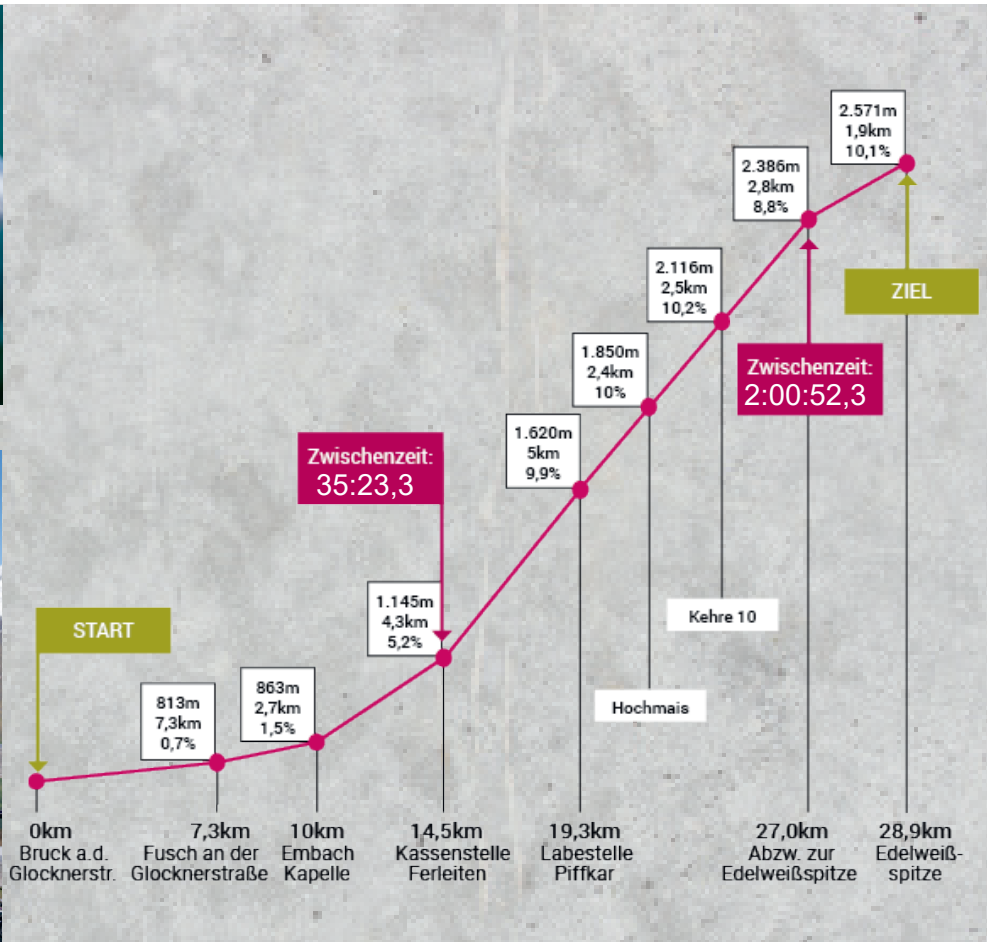 2.571m
1,9km
10,1%
2.386m
2,8km
8,8%
2.116m
2,5km
10,2%
ZIEL
1.850m
2,4km
10%
Zwischenzeit:
2:00:52,3
1.620m
5km
9,9%
Zwischenzeit:
35:23,3
1.145m
4,3km
5,2%
START
Kehre 10
863m
2,7km
1,5%
813m
7,3km
0,7%
Hochmais
0km
Bruck a.d.
Glocknerstr.
7,3km
Fusch an der
Glocknerstraße
10km
Embach
Kapelle
14,5km
Kassenstelle
Ferleiten
19,3km
Labestelle
Piffkar
27,0km
Abzw. zur
Edelweißspitze
28,9km
Edelweiß-
spitze